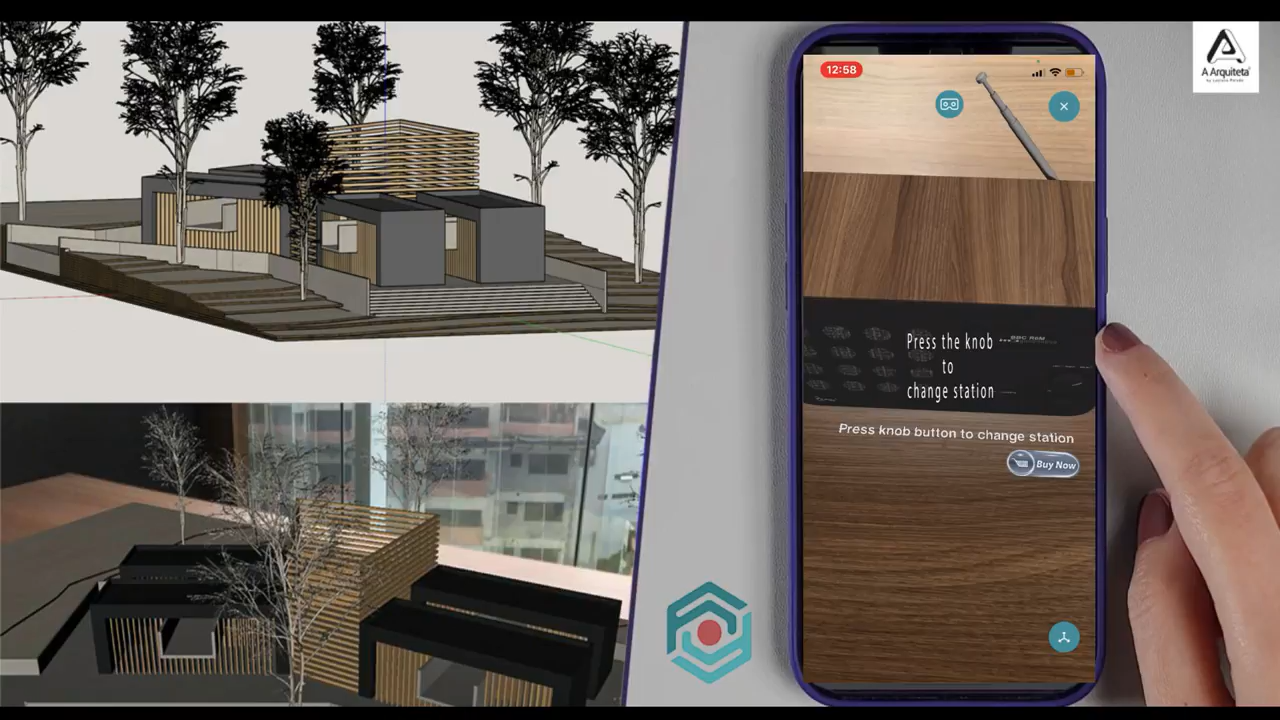 A Arquiteta
12:58
Press the knob
to
change station
Press knob button to change station
Buy Now